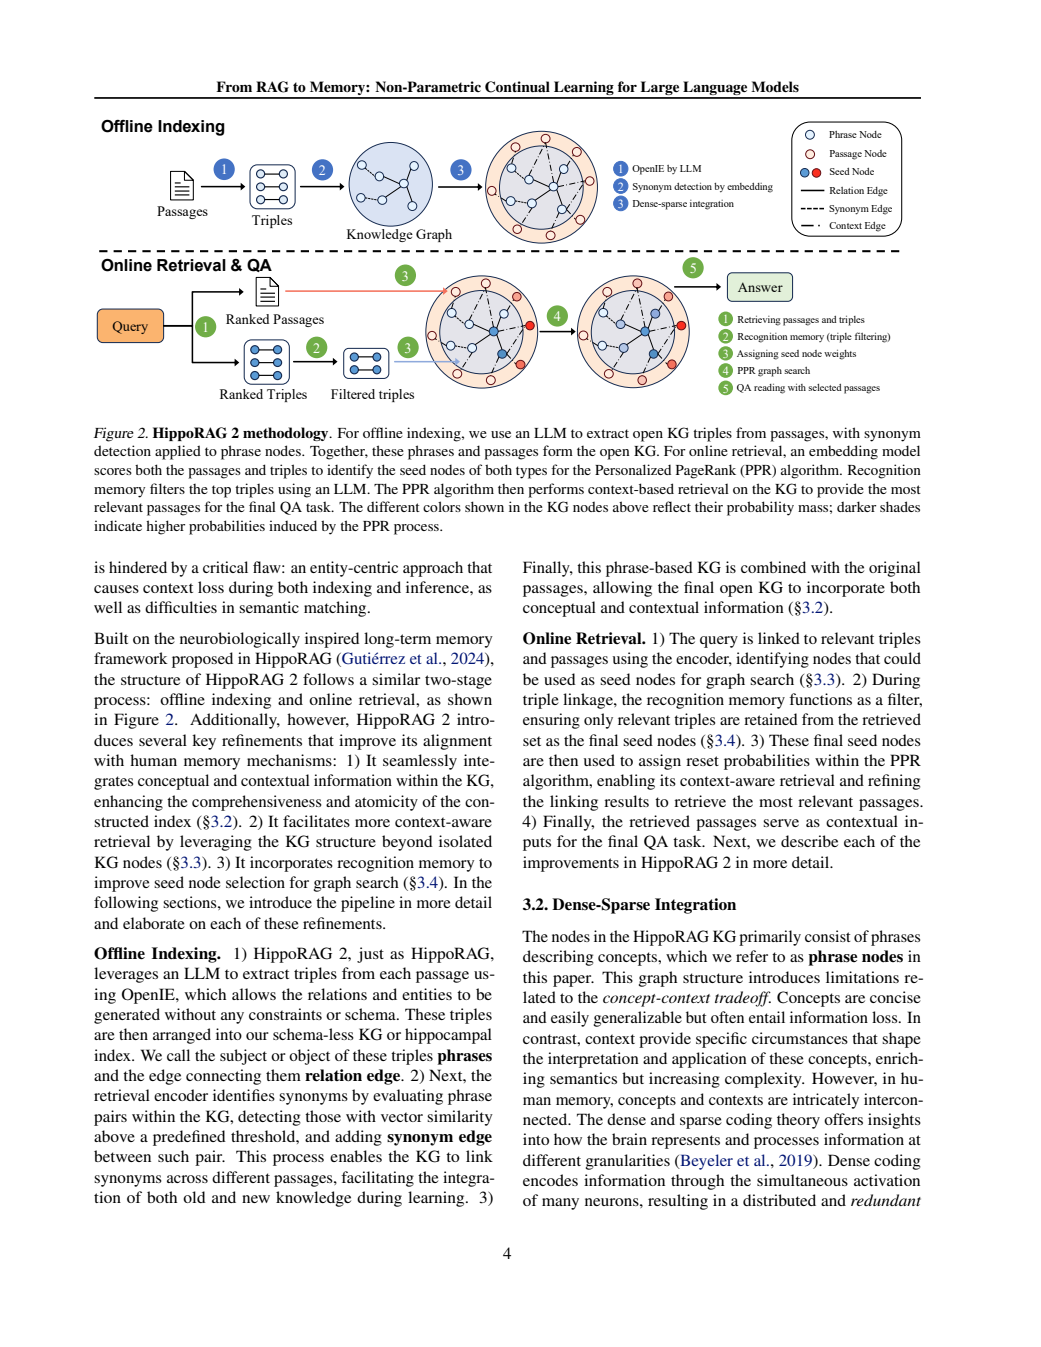 From RAG to Memory: Non-Parametric Continual Learning for Large Language Models
Offline Indexing
Passages
1
Triples
2
Knowledge Graph
3
1 OpenIE by LLM
2 Synonym detection by embedding
3 Dense-sparse integration
Phrase Node
Passage Node
Seed Node
Relation Edge
Synonym Edge
Context Edge
Online Retrieval & QA
Query
1
Ranked Passages
3
Ranked Triples
2
Filtered triples
3
4
5
Answer
1 Retrieving passages and triples
2 Recognition memory (triple filtering)
3 Assigning seed node weights
4 PPR graph search
5 QA reading with selected passages
Figure 2. HippoRAG 2 methodology. For offline indexing, we use an LLM to extract open KG triples from passages, with synonym
detection applied to phrase nodes. Together, these phrases and passages form the open KG. For online retrieval, an embedding model
scores both the passages and triples to identify the seed nodes of both types for the Personalized PageRank (PPR) algorithm. Recognition
memory filters the top triples using an LLM. The PPR algorithm then performs context-based retrieval on the KG to provide the most
relevant passages for the final QA task. The different colors shown in the KG nodes above reflect their probability mass; darker shades
indicate higher probabilities induced by the PPR process.
is hindered by a critical flaw: an entity-centric approach that
causes context loss during both indexing and inference, as
well as difficulties in semantic matching.
Built on the neurobiologically inspired long-term memory
framework proposed in HippoRAG (Gutiérrez et al., 2024),
the structure of HippoRAG 2 follows a similar two-stage
process: offline indexing and online retrieval, as shown
in Figure 2. Additionally, however, HippoRAG 2 intro-
duces several key refinements that improve its alignment
with human memory mechanisms: 1) It seamlessly inte-
grates conceptual and contextual information within the KG,
enhancing the comprehensiveness and atomicity of the con-
structed index (§3.2). 2) It facilitates more context-aware
retrieval by leveraging the KG structure beyond isolated
KG nodes (§3.3). 3) It incorporates recognition memory to
improve seed node selection for graph search (§3.4). In the
following sections, we introduce the pipeline in more detail
and elaborate on each of these refinements.
Offline Indexing. 1) HippoRAG 2, just as HippoRAG,
leverages an LLM to extract triples from each passage us-
ing OpenIE, which allows the relations and entities to be
generated without any constraints or schema. These triples
are then arranged into our schema-less KG or hippocampal
index. We call the subject or object of these triples phrases
and the edge connecting them relation edge. 2) Next, the
retrieval encoder identifies synonyms by evaluating phrase
pairs within the KG, detecting those with vector similarity
above a predefined threshold, and adding synonym edge
between such pair. This process enables the KG to link
synonyms across different passages, facilitating the integra-
tion of both old and new knowledge during learning. 3)
Finally, this phrase-based KG is combined with the original
passages, allowing the final open KG to incorporate both
conceptual and contextual information (§3.2).
Online Retrieval. 1) The query is linked to relevant triples
and passages using the encoder, identifying nodes that could
be used as seed nodes for graph search (§3.3). 2) During
triple linkage, the recognition memory functions as a filter,
ensuring only relevant triples are retained from the retrieved
set as the final seed nodes (§3.4). 3) These final seed nodes
are then used to assign reset probabilities within the PPR
algorithm, enabling its context-aware retrieval and refining
the linking results to retrieve the most relevant passages.
4) Finally, the retrieved passages serve as contextual in-
puts for the final QA task. Next, we describe each of the
improvements in HippoRAG 2 in more detail.
3.2. Dense-Sparse Integration
The nodes in the HippoRAG KG primarily consist of phrases
describing concepts, which we refer to as phrase nodes in
this paper. This graph structure introduces limitations re-
lated to the concept-context tradeoff. Concepts are concise
and easily generalizable but often entail information loss. In
contrast, context provide specific circumstances that shape
the interpretation and application of these concepts, enrich-
ing semantics but increasing complexity. However, in hu-
man memory, concepts and contexts are intricately intercon-
nected. The dense and sparse coding theory offers insights
into how the brain represents and processes information at
different granularities (Beyeler et al., 2019). Dense coding
encodes information through the simultaneous activation
of many neurons, resulting in a distributed and redundant
4